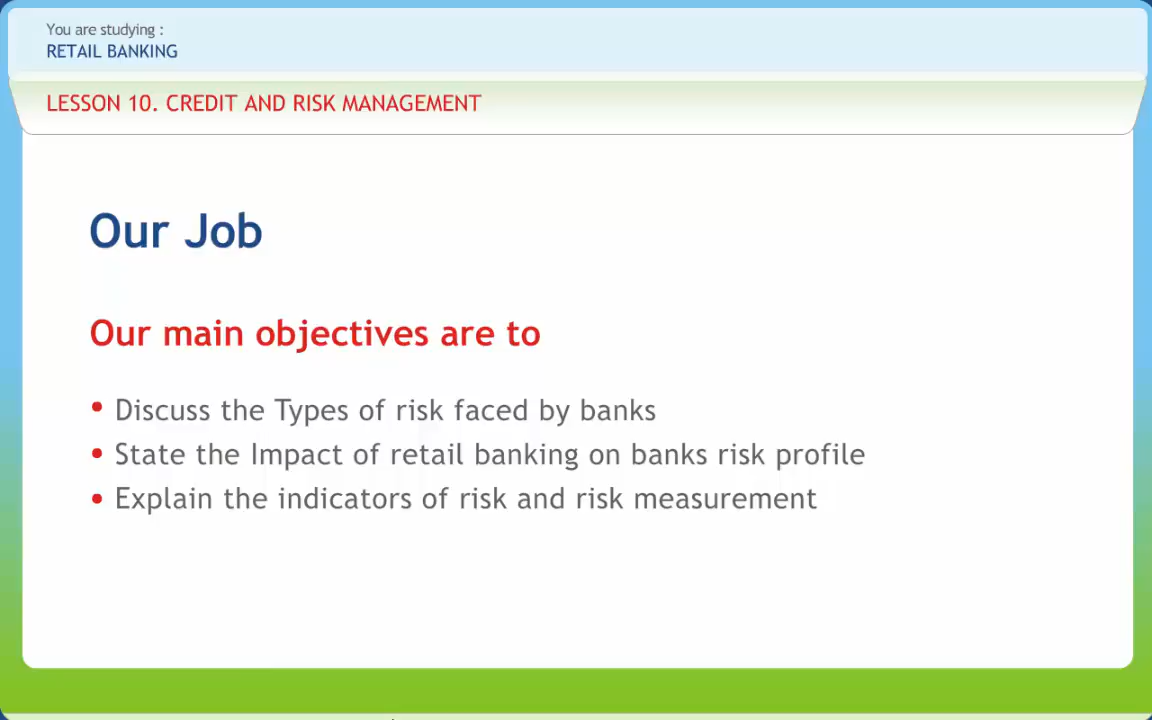 You are studying :
RETAIL BANKING
LESSON 10. CREDIT AND RISK MANAGEMENT
Our Job
Our main objectives are to
• Discuss the Types of risk faced by banks
• State the Impact of retail banking on banks risk profile
• Explain the indicators of risk and risk measurement